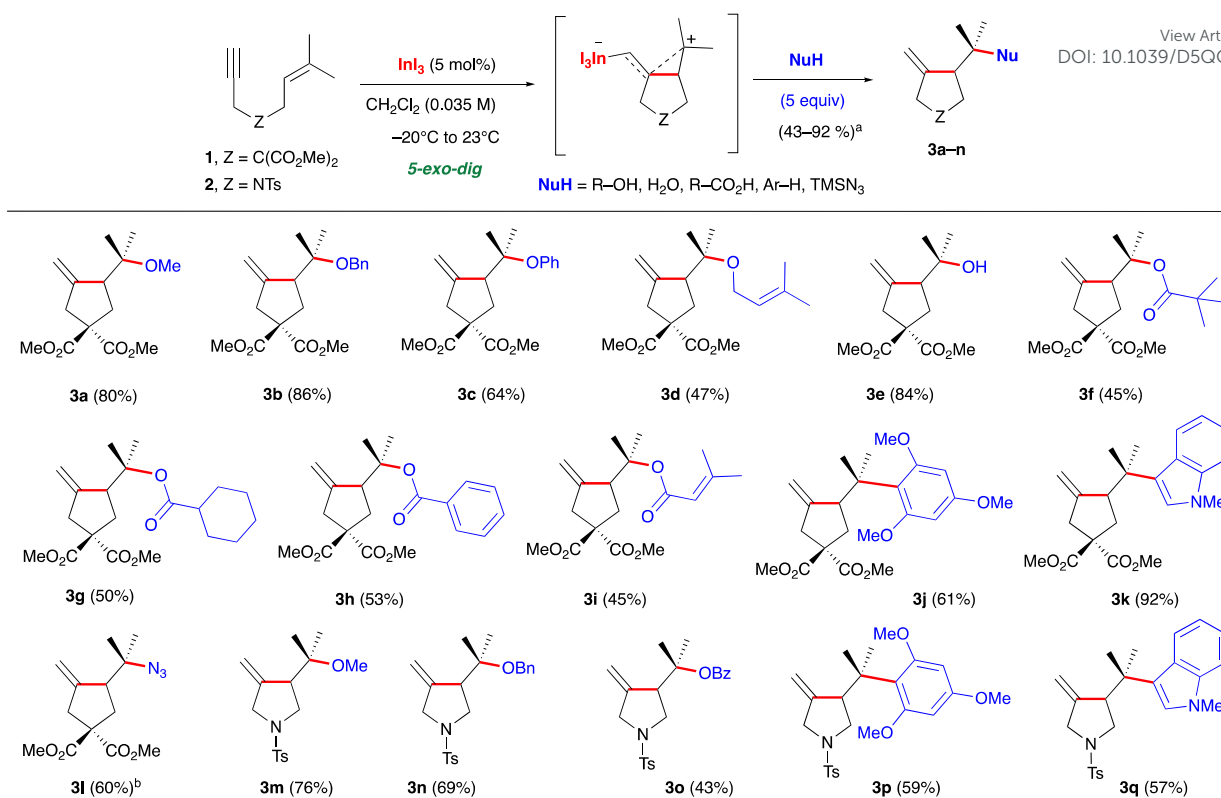 View Art
DOI: 10.1039/D5QO
InI3 (5 mol%)
CH2Cl2 (0.035 M)
–20°C to 23°C
5-exo-dig
Z
1, Z = C(CO2Me)2
2, Z = NTs
I3In
–
+
Z
NuH
(5 equiv)
(43–92 %)a
Nu
Z
3a–n
NuH = R–OH, H2O, R–CO2H, Ar–H, TMSN3
OMe
MeO2C CO2Me
3a (80%)
OBn
MeO2C CO2Me
3b (86%)
OPh
MeO2C CO2Me
3c (64%)
O
MeO2C CO2Me
3d (47%)
OH
MeO2C CO2Me
3e (84%)
O
O
MeO2C CO2Me
3f (45%)
O
O
MeO2C CO2Me
3g (50%)
O
O
MeO2C CO2Me
3h (53%)
O
O
MeO2C CO2Me
3i (45%)
MeO
OMe
MeO
MeO2C CO2Me
3j (61%)
NMe
MeO2C CO2Me
3k (92%)
N3
MeO2C CO2Me
3l (60%)b
OMe
N
Ts
3m (76%)
OBn
N
Ts
3n (69%)
OBz
N
Ts
3o (43%)
MeO
OMe
MeO
N
Ts
3p (59%)
NMe
N
Ts
3q (57%)